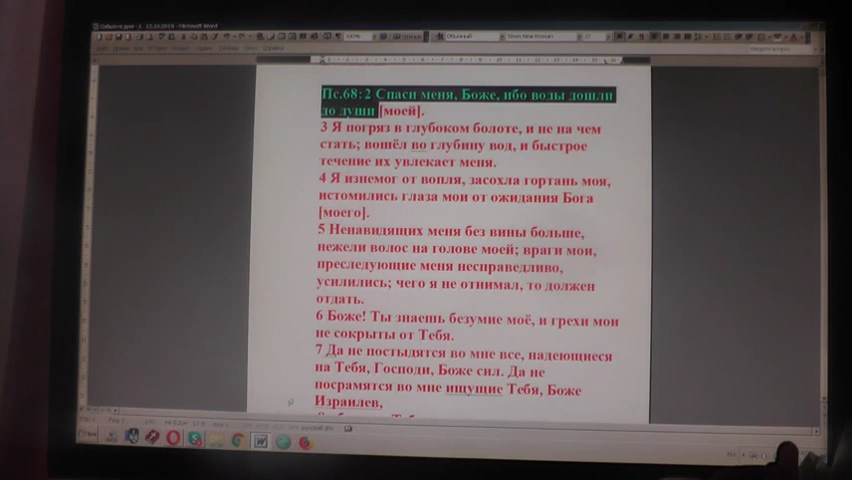 Обычный
Times New Roman
100%
Пс.68:2 Спаси меня, Боже, ибо воды дошли
до души [моей].
3 Я погряз в глубоком болоте, и не на чем
стать; вошёл во глубину вод, и быстрое
течение их увлекает меня.
4 Я изнемог от вопля, засохла гортань моя,
истомились глаза мои от ожидания Бога
[моего].
5 Ненавидящих меня без вины больше,
нежели волос на голове моей; враги мои,
преследующие меня несправедливо,
усилились; чего я не отнимал, то должен
отдать.
6 Боже! Ты знаешь безумие моё, и грехи мои
не сокрыты от Тебя.
7 Да не постыдятся во мне все, надеющиеся
на Тебя, Господи, Боже сил. Да не
посрамятся во мне ищущие Тебя, Боже
Израилев,